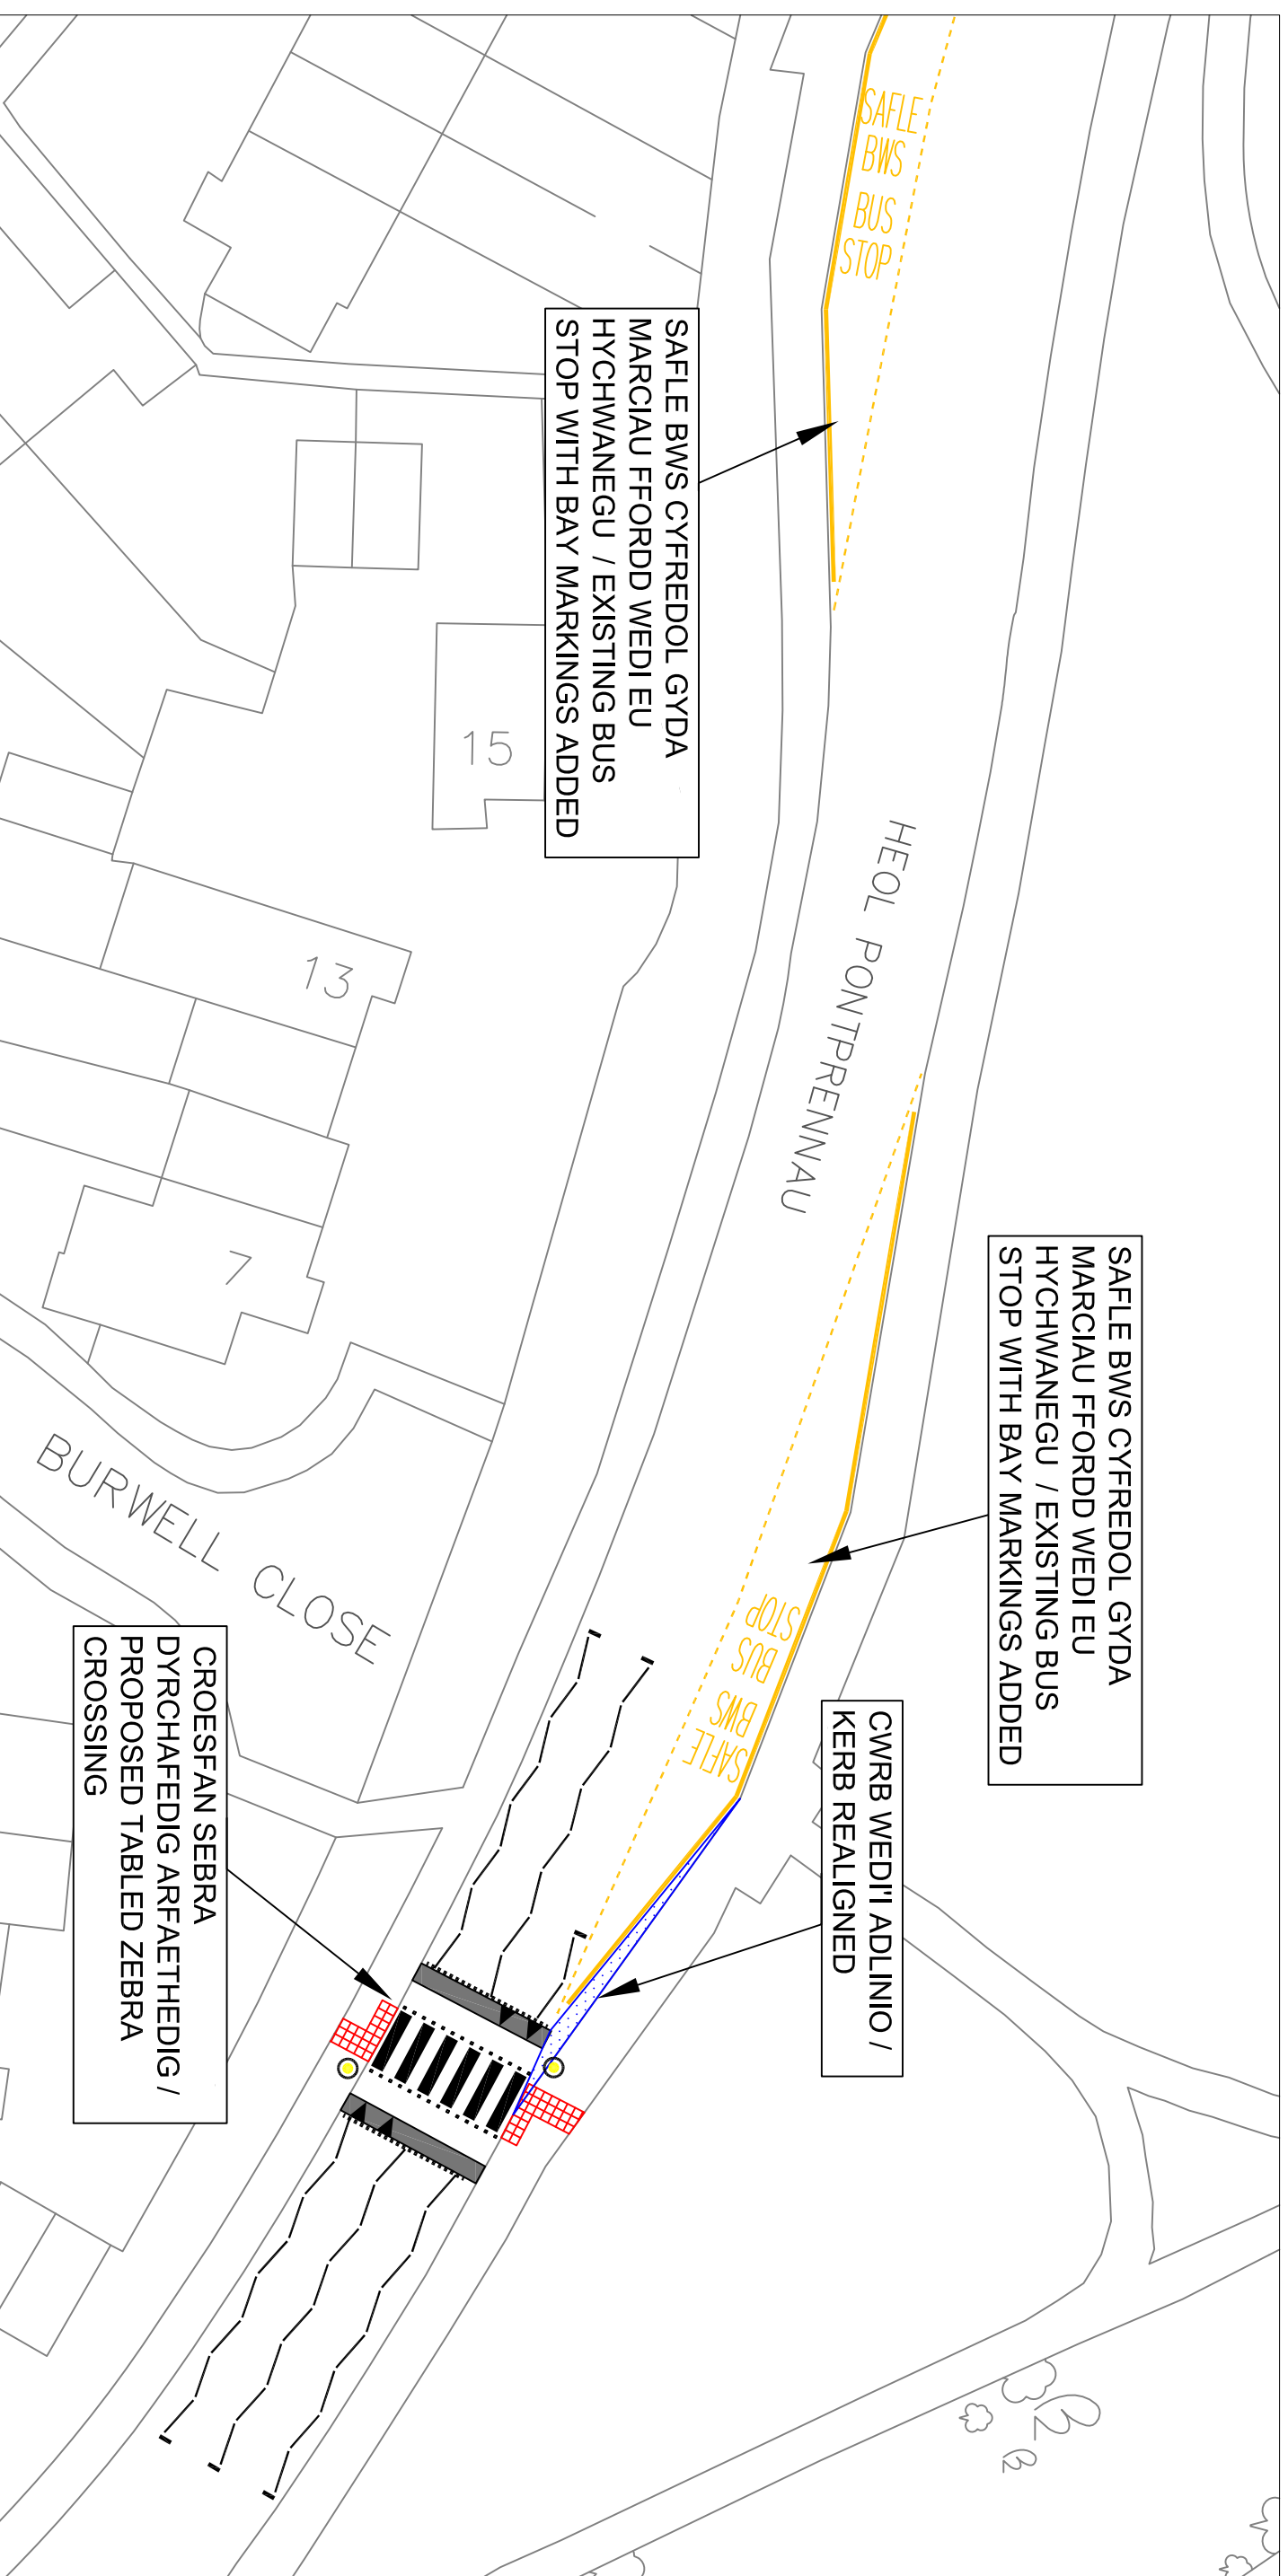 SAFLE
BWS
BUS
STOP
SAFLE BWS CYFREDOL GYDA
MARCIAU FFORDD WEDI EU
HYCHWANEGU / EXISTING BUS
STOP WITH BAY MARKINGS ADDED
15
HEOL PONTPRENNAU
13
7
SAFLE BWS CYFREDOL GYDA
MARCIAU FFORDD WEDI EU
HYCHWANEGU / EXISTING BUS
STOP WITH BAY MARKINGS ADDED
BURWELL CLOSE
SAFLE
BWS
BUS
STOP
CWRB WEDI'I ADLINIO /
KERB REALIGNED
CROESFAN SEBRA
DYRCHAFEDIG ARFAETHEDIG /
PROPOSED TABLED ZEBRA
CROSSING